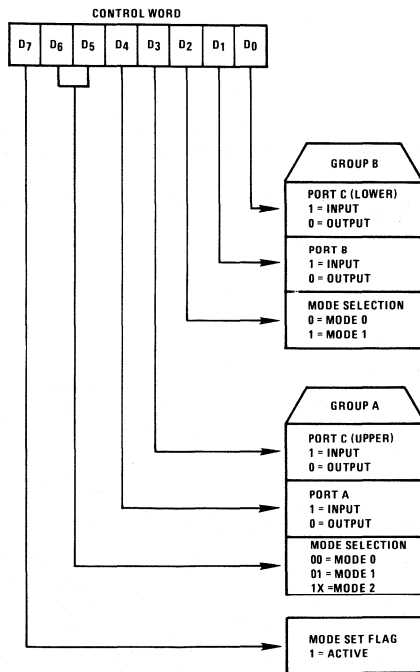 CONTROL WORD
D7 D6 D5 D4 D3 D2 D1 D0
GROUP B
PORT C (LOWER)
1 = INPUT
0 = OUTPUT
PORT B
1 = INPUT
0 = OUTPUT
MODE SELECTION
0 = MODE 0
1 = MODE 1
GROUP A
PORT C (UPPER)
1 = INPUT
0 = OUTPUT
PORT A
1 = INPUT
0 = OUTPUT
MODE SELECTION
00 = MODE 0
01 = MODE 1
1X =MODE 2
MODE SET FLAG
1 = ACTIVE